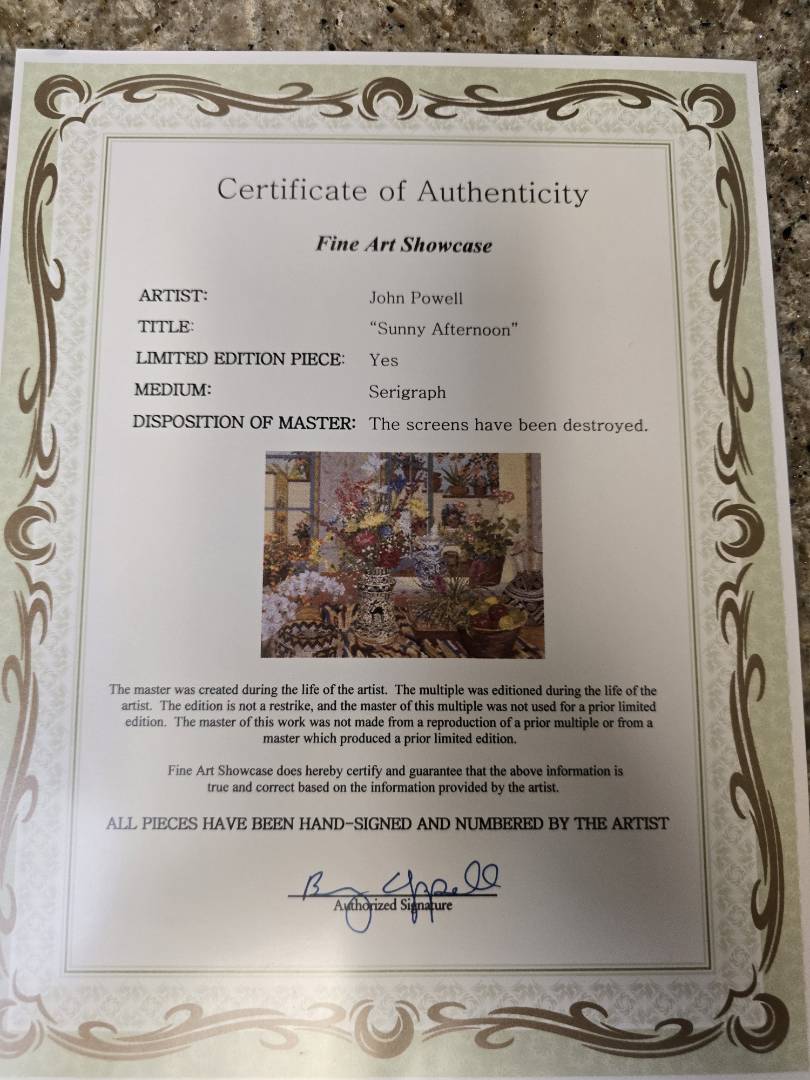 Certificate of Authenticity
Fine Art Showcase
ARTIST: John Powell
TITLE: “Sunny Afternoon”
LIMITED EDITION PIECE: Yes
MEDIUM: Serigraph
DISPOSITION OF MASTER: The screens have been destroyed.
The master was created during the life of the artist. The multiple was editioned during the life of the
artist. The edition is not a restrike, and the master of this multiple was not used for a prior limited
edition. The master of this work was not made from a reproduction of a prior multiple or from a
master which produced a prior limited edition.
Fine Art Showcase does hereby certify and guarantee that the above information is
true and correct based on the information provided by the artist.
ALL PIECES HAVE BEEN HAND-SIGNED AND NUMBERED BY THE ARTIST
Authorized Signature